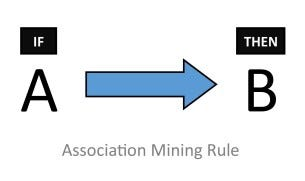 IF THEN
A B
Association Mining Rule